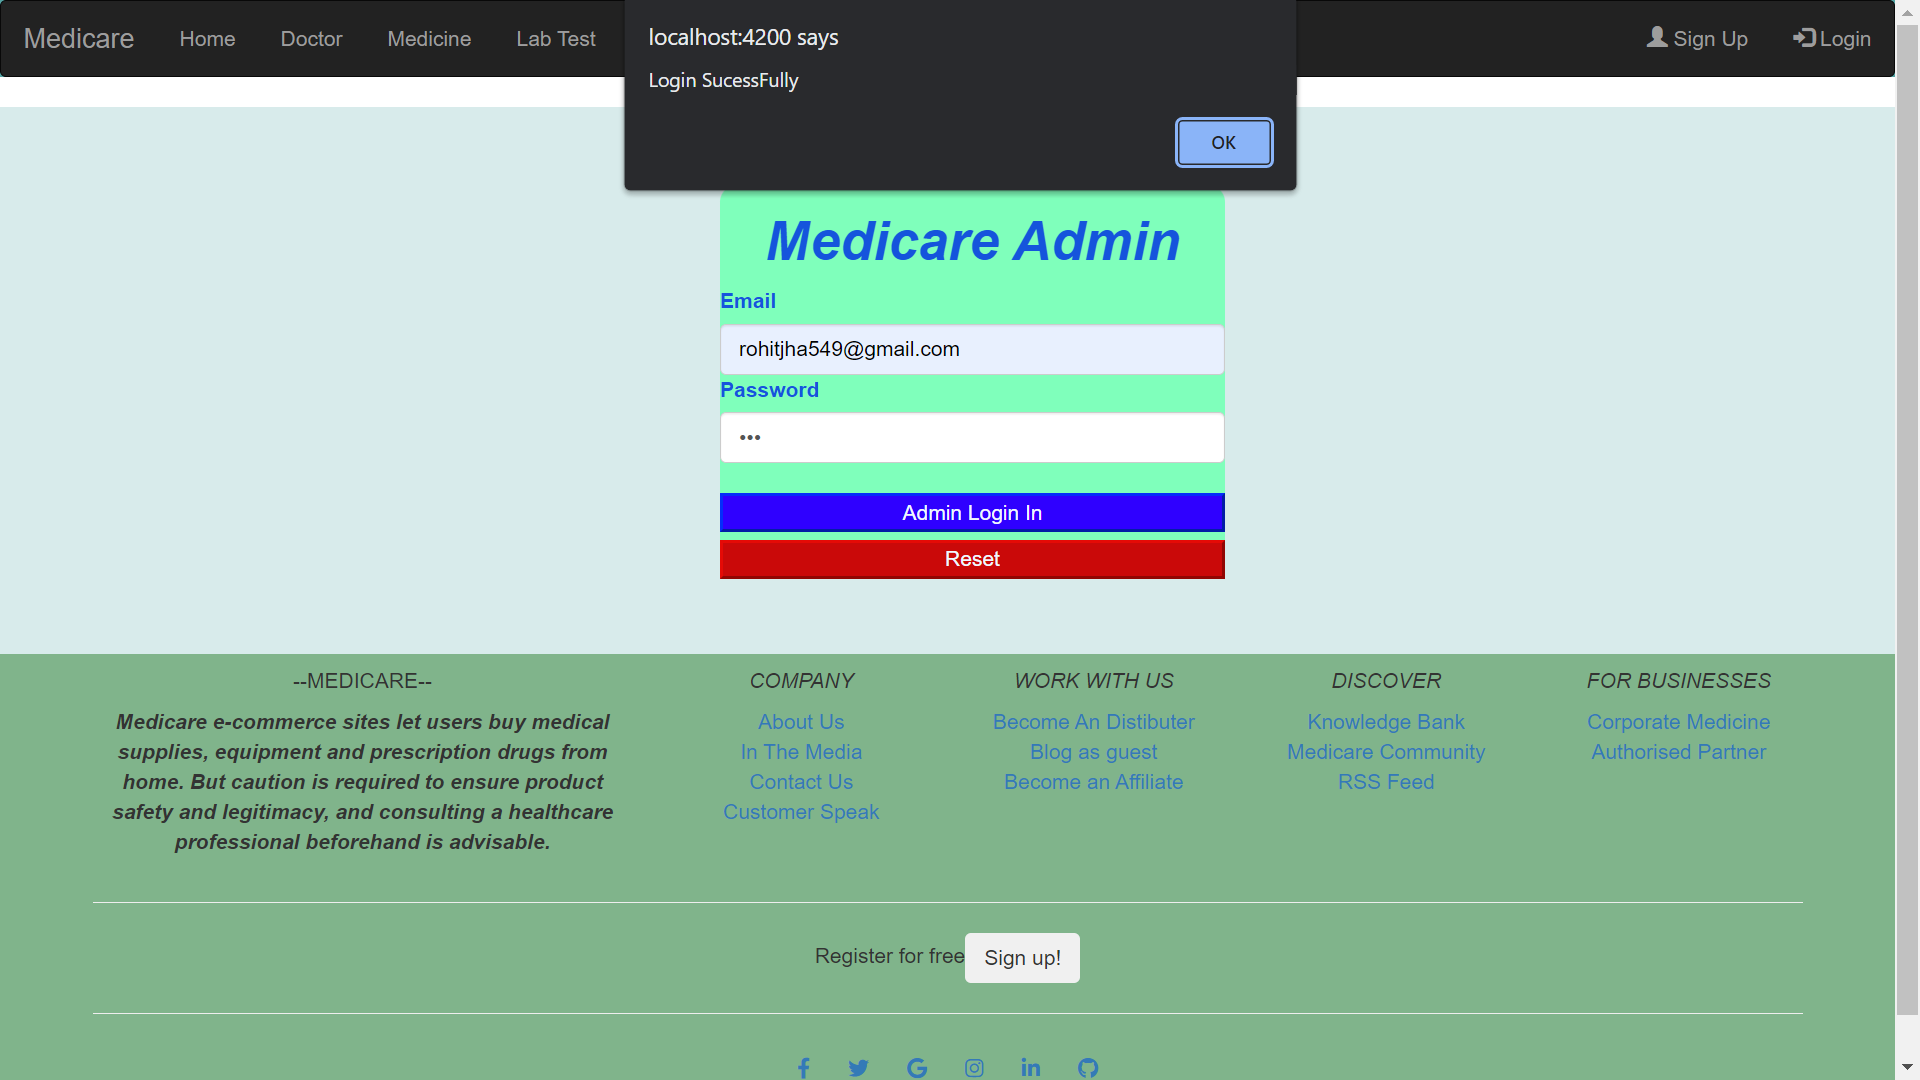 Medicare Home Doctor Medicine Lab Test Sign Up Login
localhost:4200 says
Login SucessFully
OK
Medicare Admin
Email
rohitjha549@gmail.com
Password
•••
Admin Login In
Reset
--MEDICARE--
Medicare e-commerce sites let users buy medical
supplies, equipment and prescription drugs from
home. But caution is required to ensure product
safety and legitimacy, and consulting a healthcare
professional beforehand is advisable.
COMPANY
About Us
In The Media
Contact Us
Customer Speak
WORK WITH US
Become An Distibuter
Blog as guest
Become an Affiliate
DISCOVER
Knowledge Bank
Medicare Community
RSS Feed
FOR BUSINESSES
Corporate Medicine
Authorised Partner
Register for free Sign up!